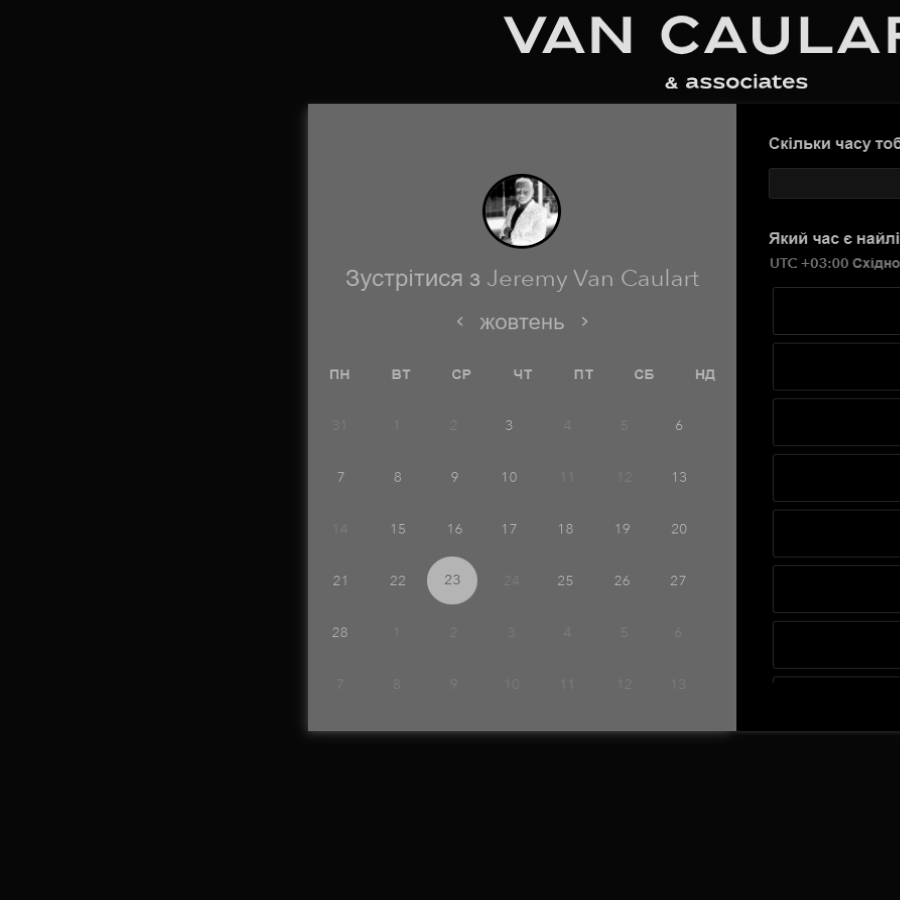 VAN CAULAR
& associates
Скільки часу тоб
Який час є найлі
UTC +03:00 Східно
Зустрітися з Jeremy Van Caulart
жовтень
ПН ВТ СР ЧТ ПТ СБ НД
31 1 2 3 4 5 6
7 8 9 10 11 12 13
14 15 16 17 18 19 20
21 22 23 24 25 26 27
28 1 2 3 4 5 6
7 8 9 10 11 12 13